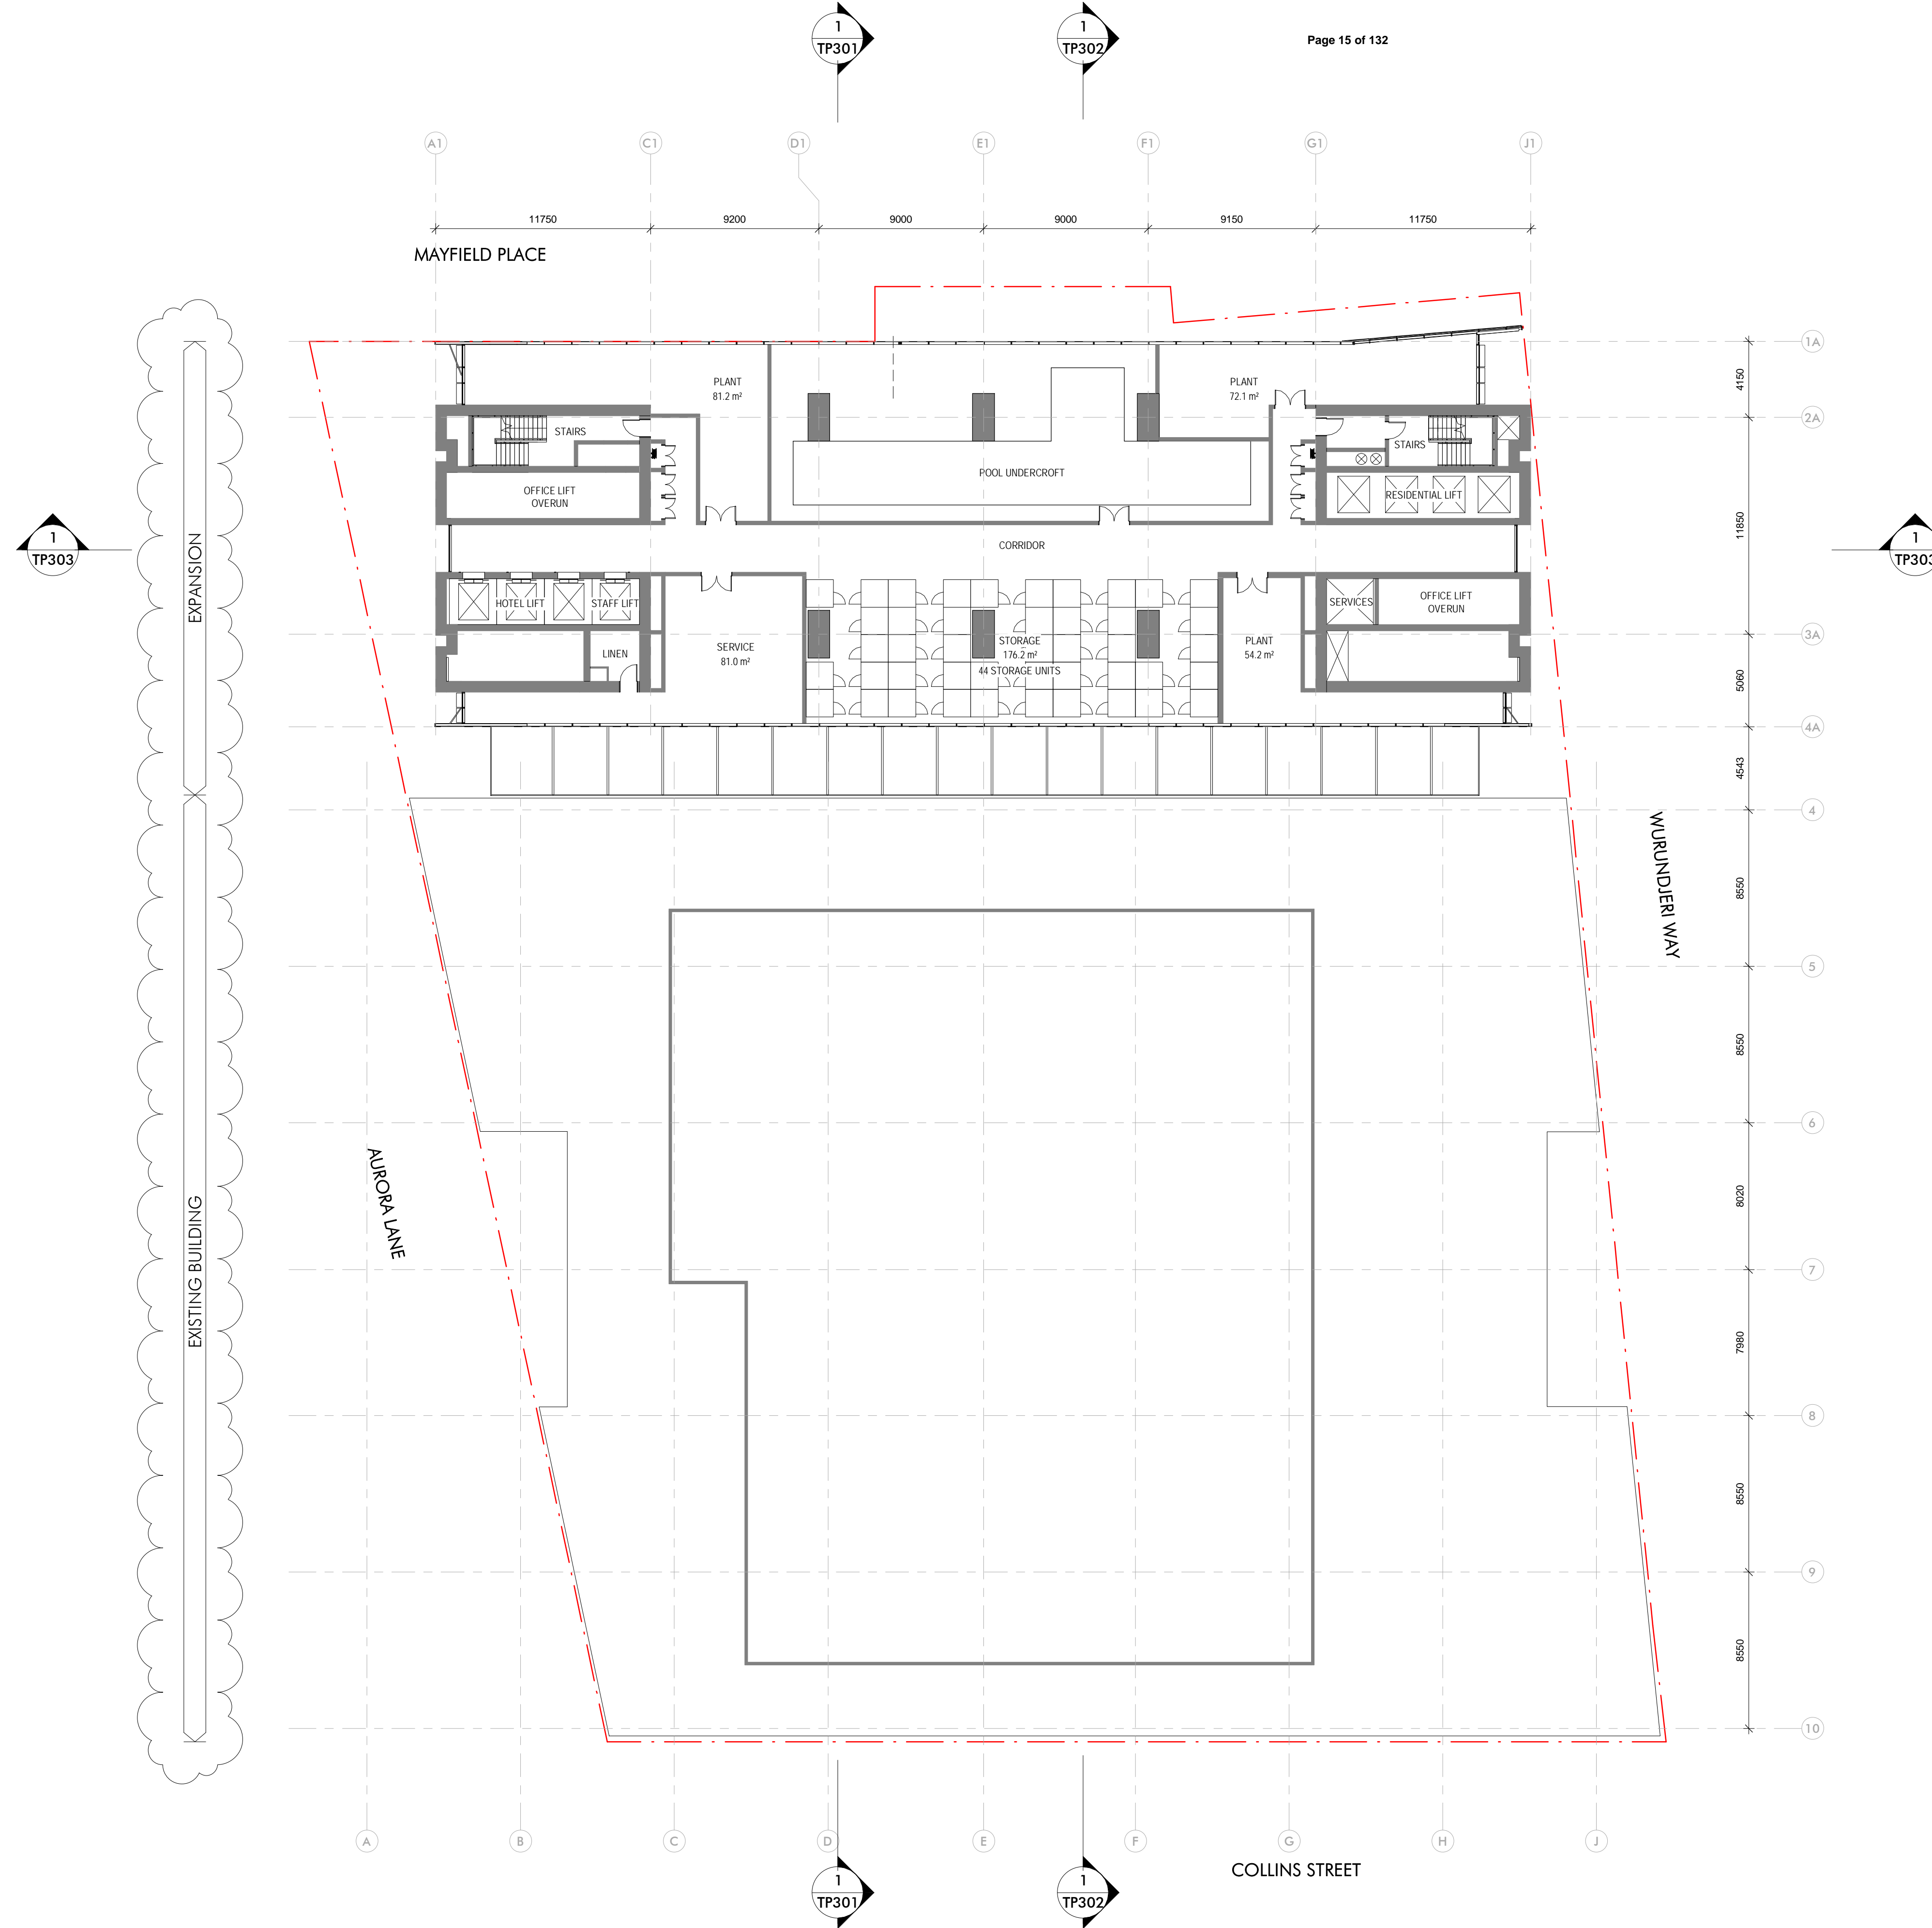 1
TP301
1
TP302
Page 15 of 132
A1
C1
D1
E1
F1
G1
J1
11750
9200
9000
9000
9150
11750
MAYFIELD PLACE
1A
4150
PLANT
81.2 m²
PLANT
72.1 m²
2A
STAIRS
STAIRS
POOL UNDERCROFT
OFFICE LIFT
OVERUN
RESIDENTIAL LIFT
11850
1
TP303
CORRIDOR
1
TP303
EXPANSION
HOTEL LIFT
STAFF LIFT
SERVICES
OFFICE LIFT
OVERUN
3A
SERVICE
81.0 m²
LINEN
STORAGE
176.2 m²
44 STORAGE UNITS
PLANT
54.2 m²
5060
4A
4543
4
WURUNDJERI WAY
8550
5
8550
6
AURORA LANE
EXISTING BUILDING
8020
7
7980
8
8550
9
8550
10
A
B
C
D
E
F
G
H
J
COLLINS STREET
1
TP301
1
TP302